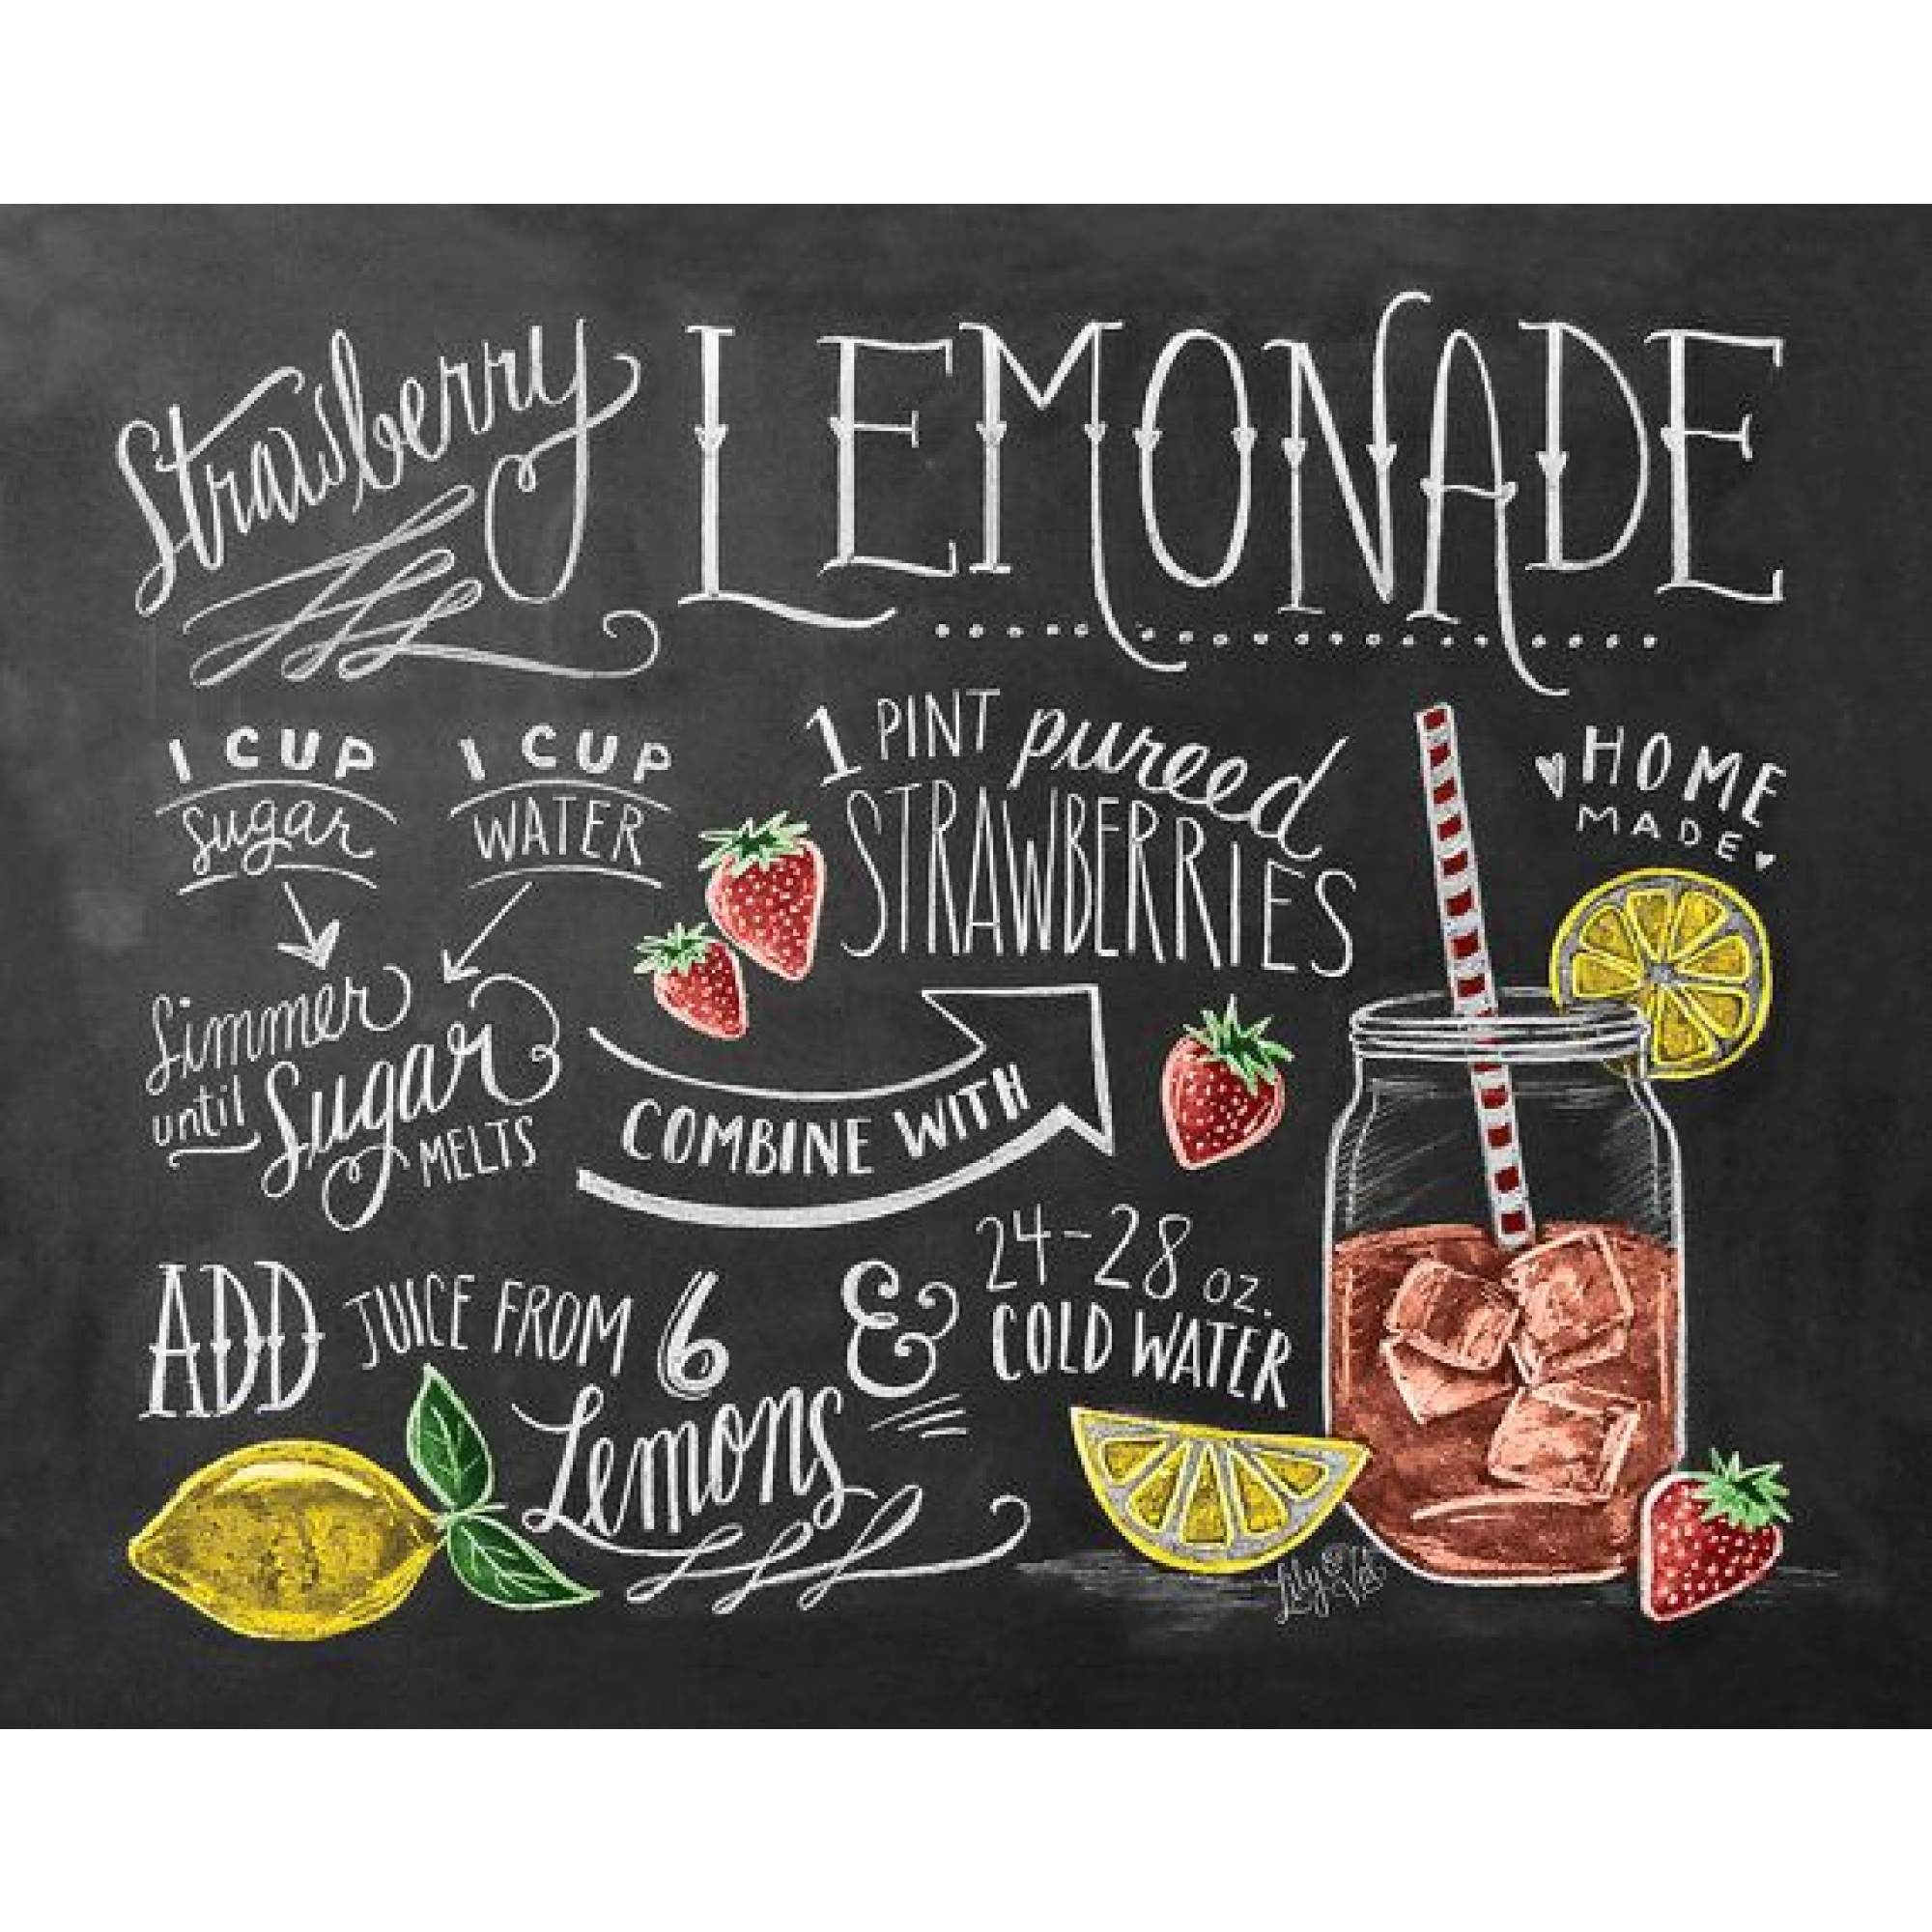 Strawberry LEMONADE
1 CUP
sugar
1 CUP
WATER
1 PINT pureed
STRAWBERRIES
HOME
MADE
Simmer
until Sugar
MELTS
COMBINE WITH
ADD JUICE FROM 6
Lemons
& 24-28 oz.
COLD WATER
Lily & Val